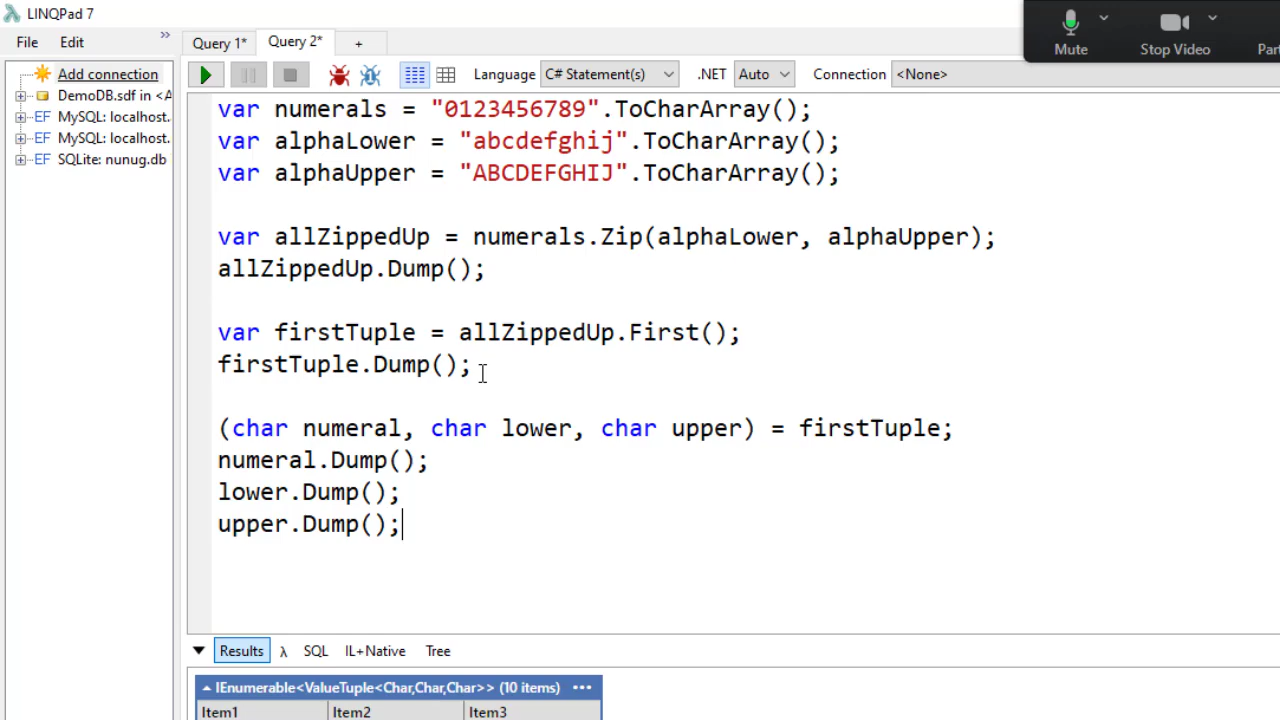 LINQPad 7
File Edit »
Query 1* Query 2* +
Mute Stop Video Part
Add connection
DemoDB.sdf in <A
EF MySQL: localhost.
EF MySQL: localhost.
EF SQLite: nunug.db
Language C# Statement(s) .NET Auto Connection <None>
var numerals = "0123456789".ToCharArray();
var alphaLower = "abcdefghij".ToCharArray();
var alphaUpper = "ABCDEFGHIJ".ToCharArray();
var allZippedUp = numerals.Zip(alphaLower, alphaUpper);
allZippedUp.Dump();
var firstTuple = allZippedUp.First();
firstTuple.Dump();
(char numeral, char lower, char upper) = firstTuple;
numeral.Dump();
lower.Dump();
upper.Dump();
Results λ SQL IL+Native Tree
IEnumerable<ValueTuple<Char,Char,Char>> (10 items) •••
Item1 Item2 Item3